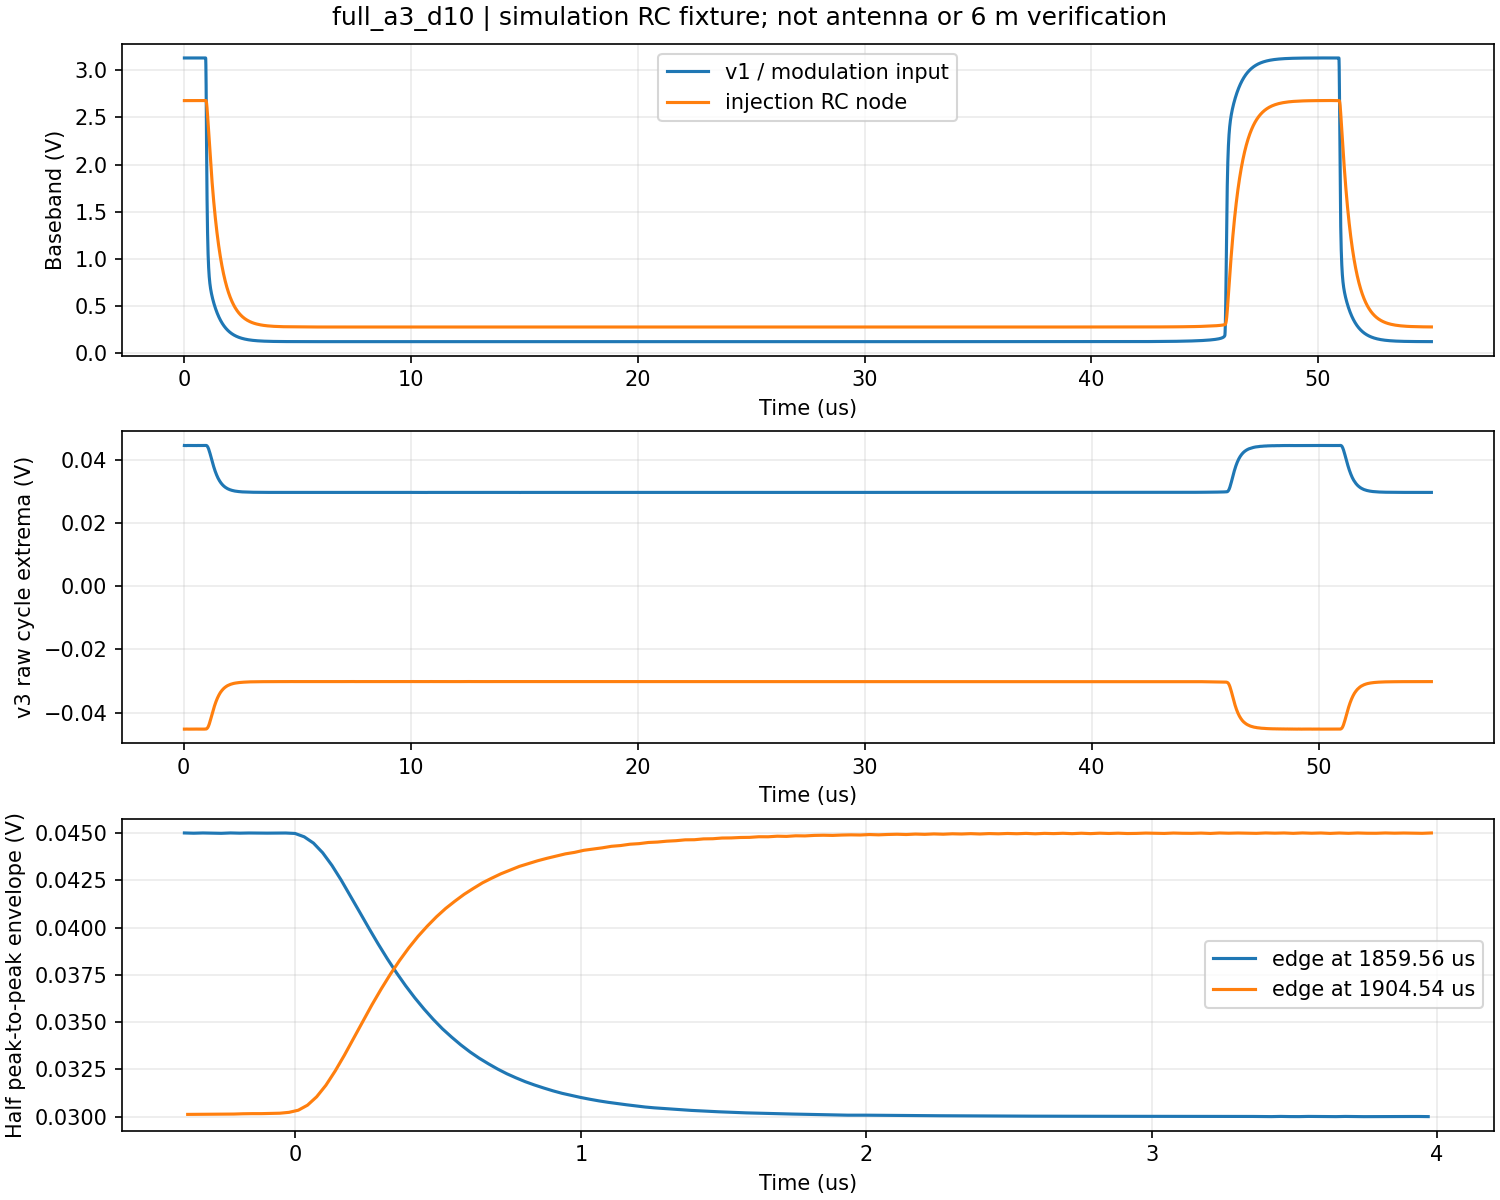 full_a3_d10 | simulation RC fixture; not antenna or 6 m verification
Baseband (V)
3.0
2.5
2.0
1.5
1.0
0.5
0.0
v1 / modulation input
injection RC node
0 10 20 30 40 50
Time (us)
v3 raw cycle extrema (V)
0.04
0.02
0.00
−0.02
−0.04
0 10 20 30 40 50
Time (us)
Half peak-to-peak envelope (V)
0.0450
0.0425
0.0400
0.0375
0.0350
0.0325
0.0300
edge at 1859.56 us
edge at 1904.54 us
0 1 2 3 4
Time (us)